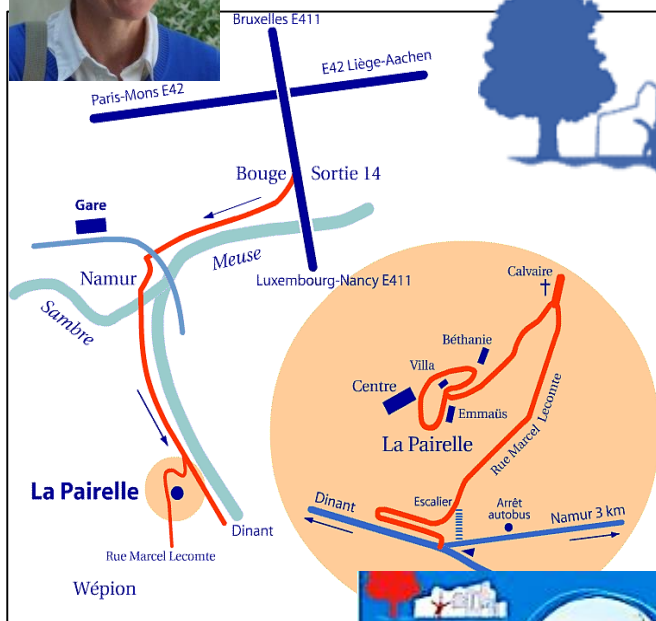 Bruxelles E411
E42 Liège-Aachen
Paris-Mons E42
Bouge
Sortie 14
Gare
Meuse
Namur
Luxembourg-Nancy E411
Sambre
Calvaire
Béthanie
Villa
Centre
Emmaüs
La Pairelle
Rue Marcel Lecomte
La Pairelle
Dinant
Escalier
Arrêt
autobus
Namur 3 km
Dinant
Rue Marcel Lecomte
Wépion